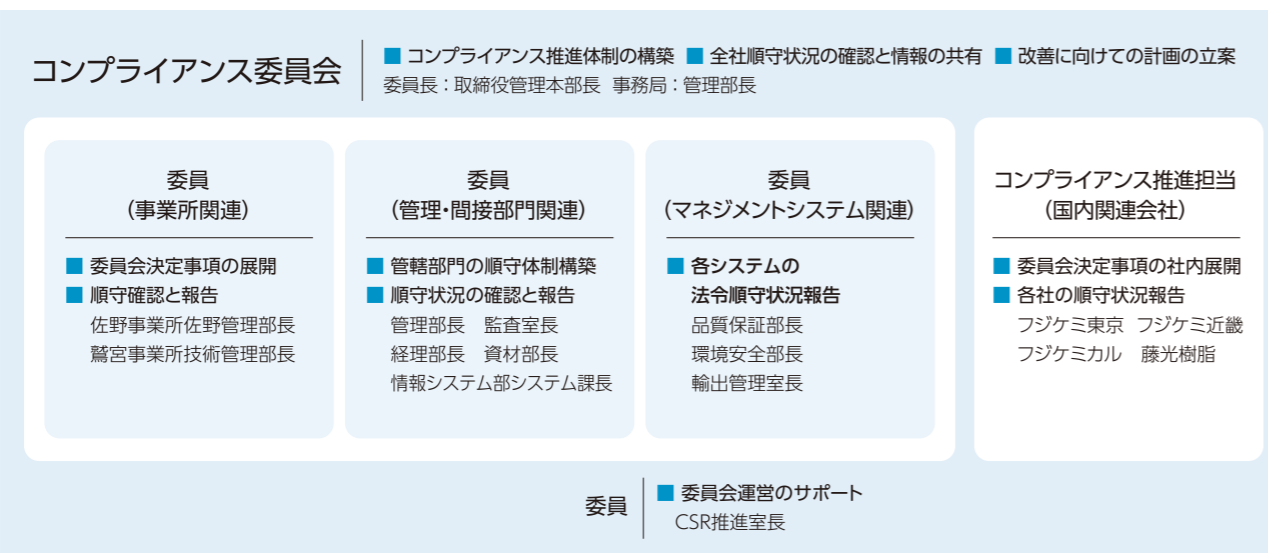 コンプライアンス委員会
■ コンプライアンス推進体制の構築 ■ 全社順守状況の確認と情報の共有 ■ 改善に向けての計画の立案
委員長：取締役管理本部長 事務局：管理部長
委員
（事業所関連）
■ 委員会決定事項の展開
■ 順守確認と報告
佐野事業所佐野管理部長
鷲宮事業所技術管理部長
委員
（管理・間接部門関連）
■ 管轄部門の順守体制構築
■ 順守状況の確認と報告
管理部長 監査室長
経理部長 資材部長
情報システム部システム課長
委員
（マネジメントシステム関連）
■ 各システムの
法令順守状況報告
品質保証部長
環境安全部長
輸出管理室長
コンプライアンス推進担当
（国内関連会社）
■ 委員会決定事項の社内展開
■ 各社の順守状況報告
フジケミ東京 フジケミ近畿
フジケミカル 藤光樹脂
委員
■ 委員会運営のサポート
CSR推進室長